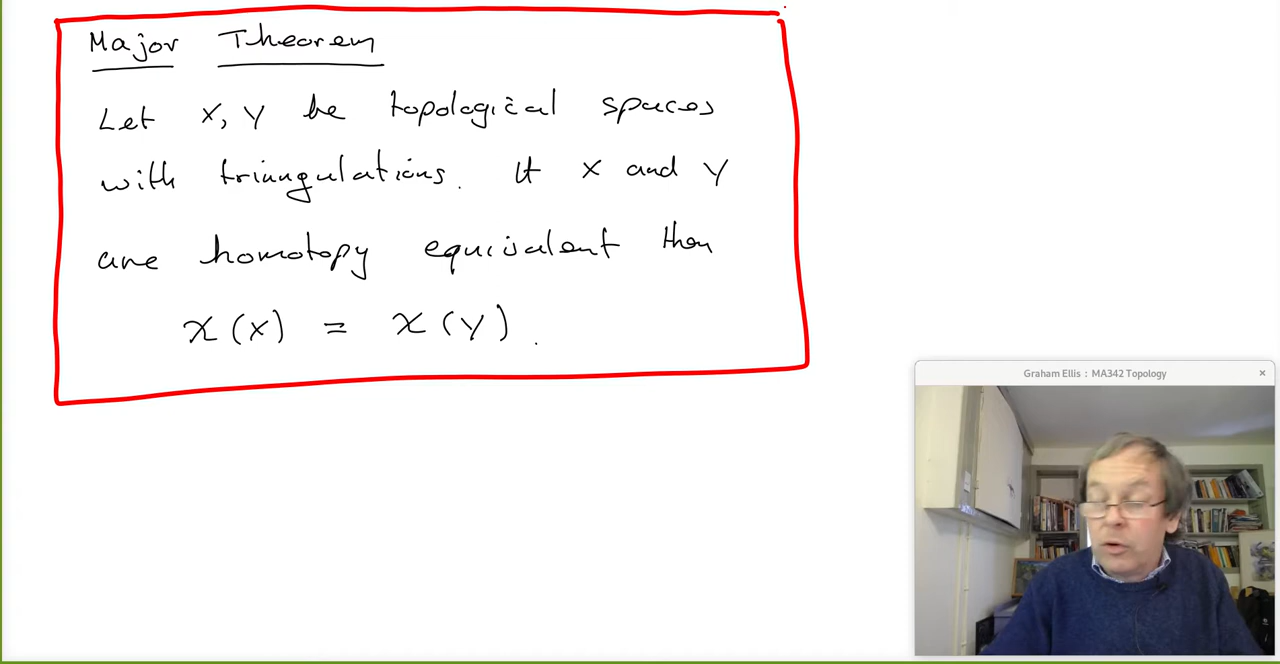 Major Theorem
Let X, Y be topological spaces
with triangulations. If X and Y
are homotopy equivalent then
χ(X) = χ(Y).
Graham Ellis : MA342 Topology ×